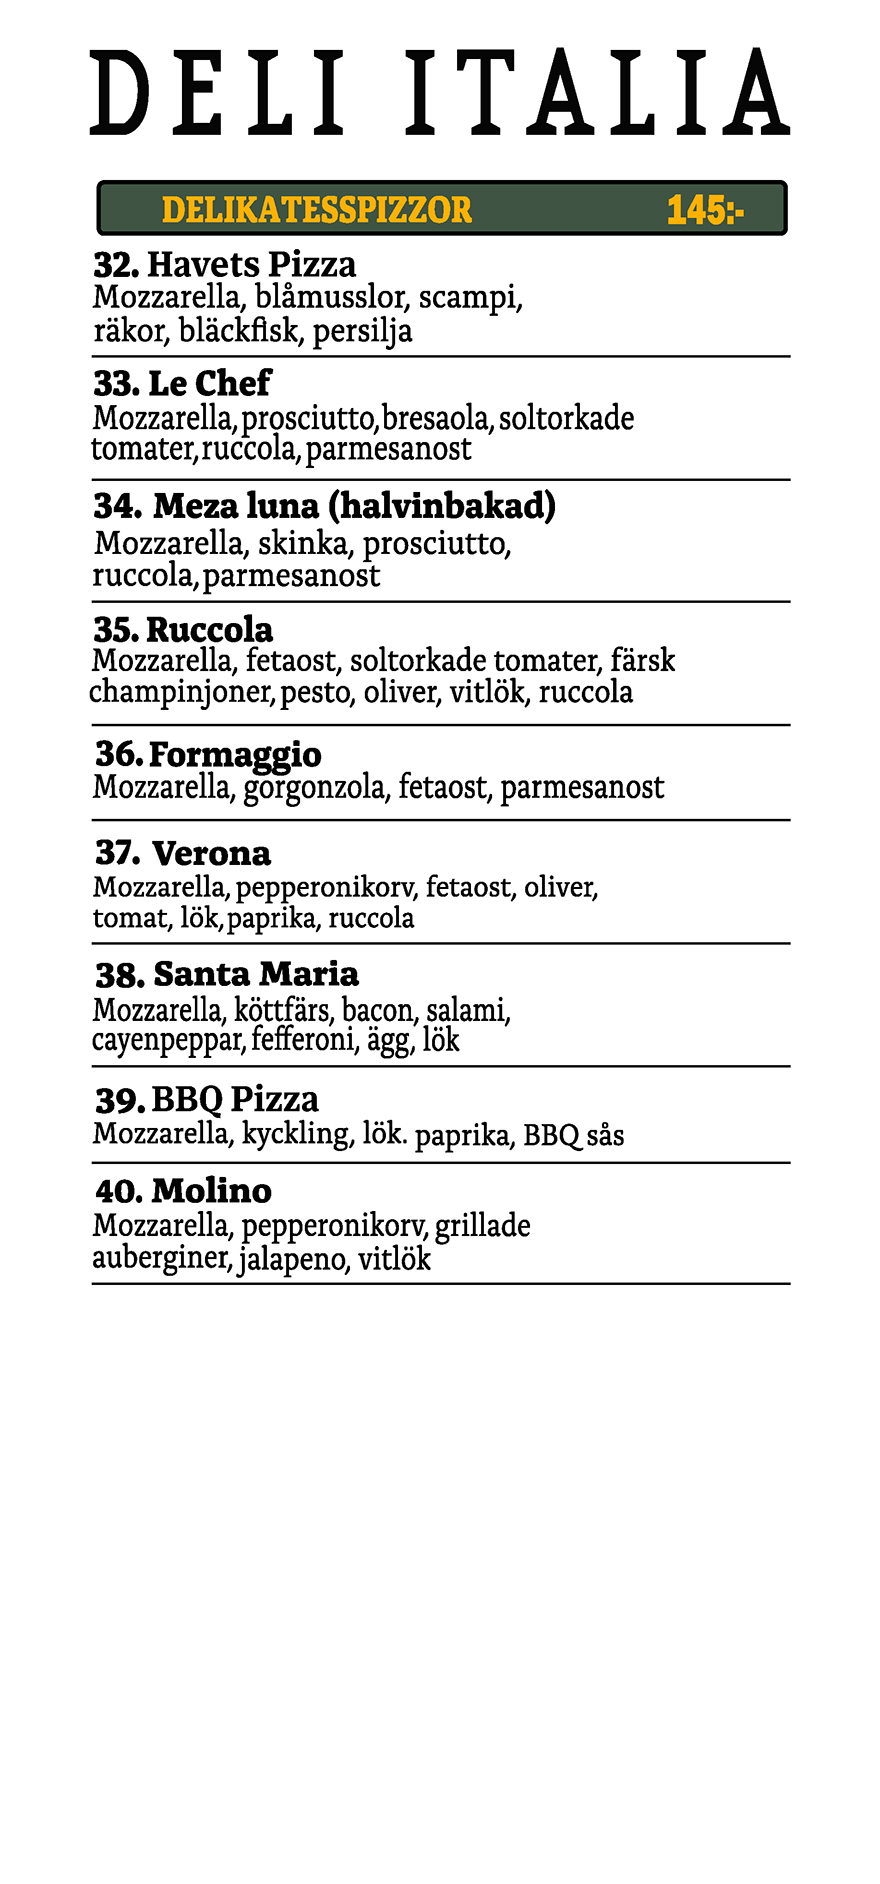 DELI ITALIA
DELIKATESSPIZZOR 145:-
32. Havets Pizza
Mozzarella, blåmusslor, scampi,
räkor, bläckfisk, persilja
33. Le Chef
Mozzarella, prosciutto, bresaola, soltorkade
tomater, ruccola, parmesanost
34. Meza luna (halvinbakad)
Mozzarella, skinka, prosciutto,
ruccola, parmesanost
35. Ruccola
Mozzarella, fetaost, soltorkade tomater, färsk
champinjoner, pesto, oliver, vitlök, ruccola
36. Formaggio
Mozzarella, gorgonzola, fetaost, parmesanost
37. Verona
Mozzarella, pepperonikorv, fetaost, oliver,
tomat, lök, paprika, ruccola
38. Santa Maria
Mozzarella, köttfärs, bacon, salami,
cayenpeppar, fefferoni, ägg, lök
39. BBQ Pizza
Mozzarella, kyckling, lök. paprika, BBQ sås
40. Molino
Mozzarella, pepperonikorv, grillade
auberginer, jalapeno, vitlök